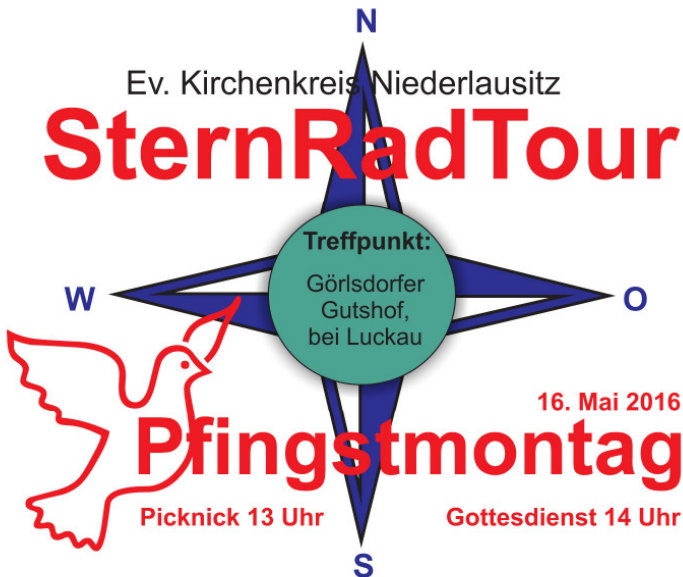 N
Ev. Kirchenkreis Niederlausitz
SternRadTour
Treffpunkt:
Görlsdorfer
Gutshof,
bei Luckau
W
O
16. Mai 2016
Pfingstmontag
Picknick 13 Uhr
Gottesdienst 14 Uhr
S